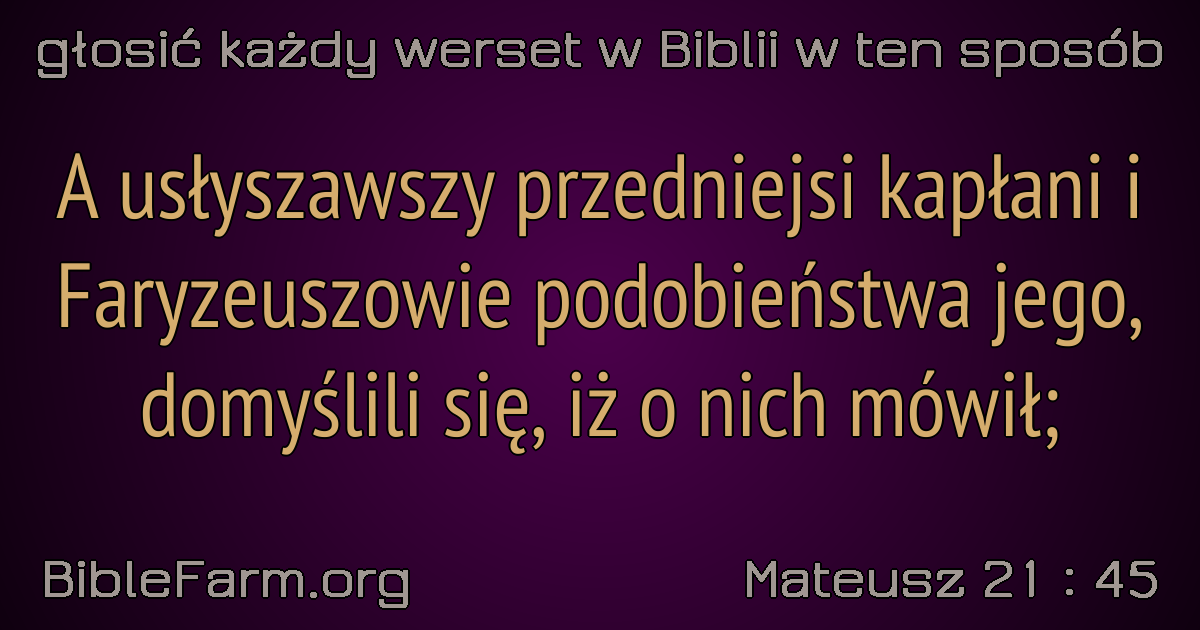 głosić każdy werset w Biblii w ten sposób
A usłyszawszy przedniejsi kapłani i
Faryzeuszowie podobieństwa jego,
domyślili się, iż o nich mówił;
BibleFarm.org
Mateusz 21 : 45